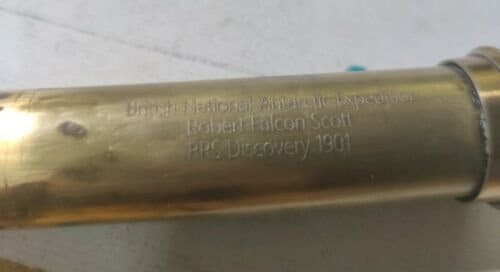 British National Antarctic Expedition
Robert Falcon Scott
RRS Discovery 1901